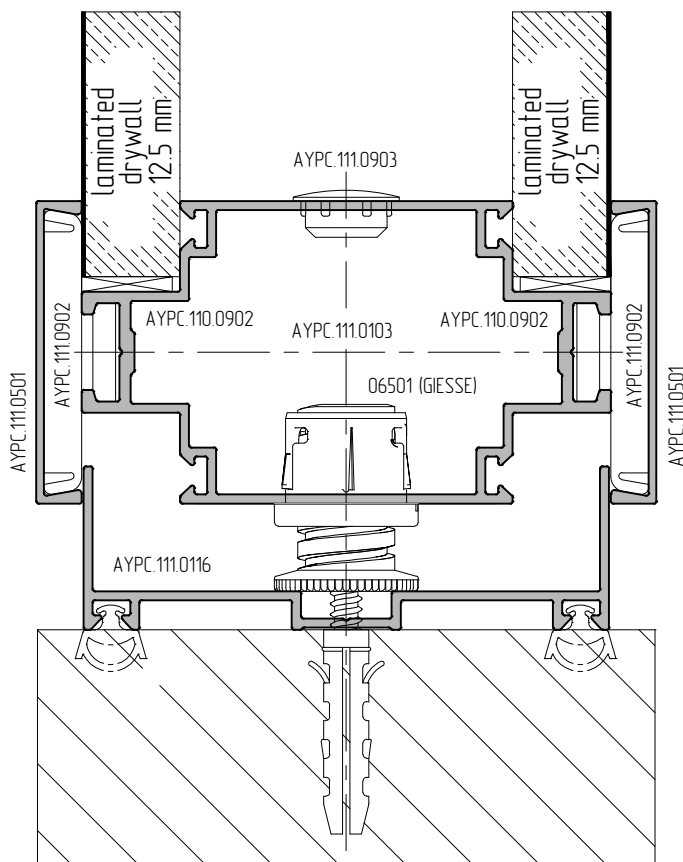 laminated
drywall
12.5 mm
laminated
drywall
12.5 mm
AYPC.111.0903
AYPC.110.0902
AYPC.111.0103
AYPC.110.0902
06501 (GIESSE)
AYPC.111.0501
AYPC.111.0902
AYPC.111.0902
AYPC.111.0501
AYPC.111.0116